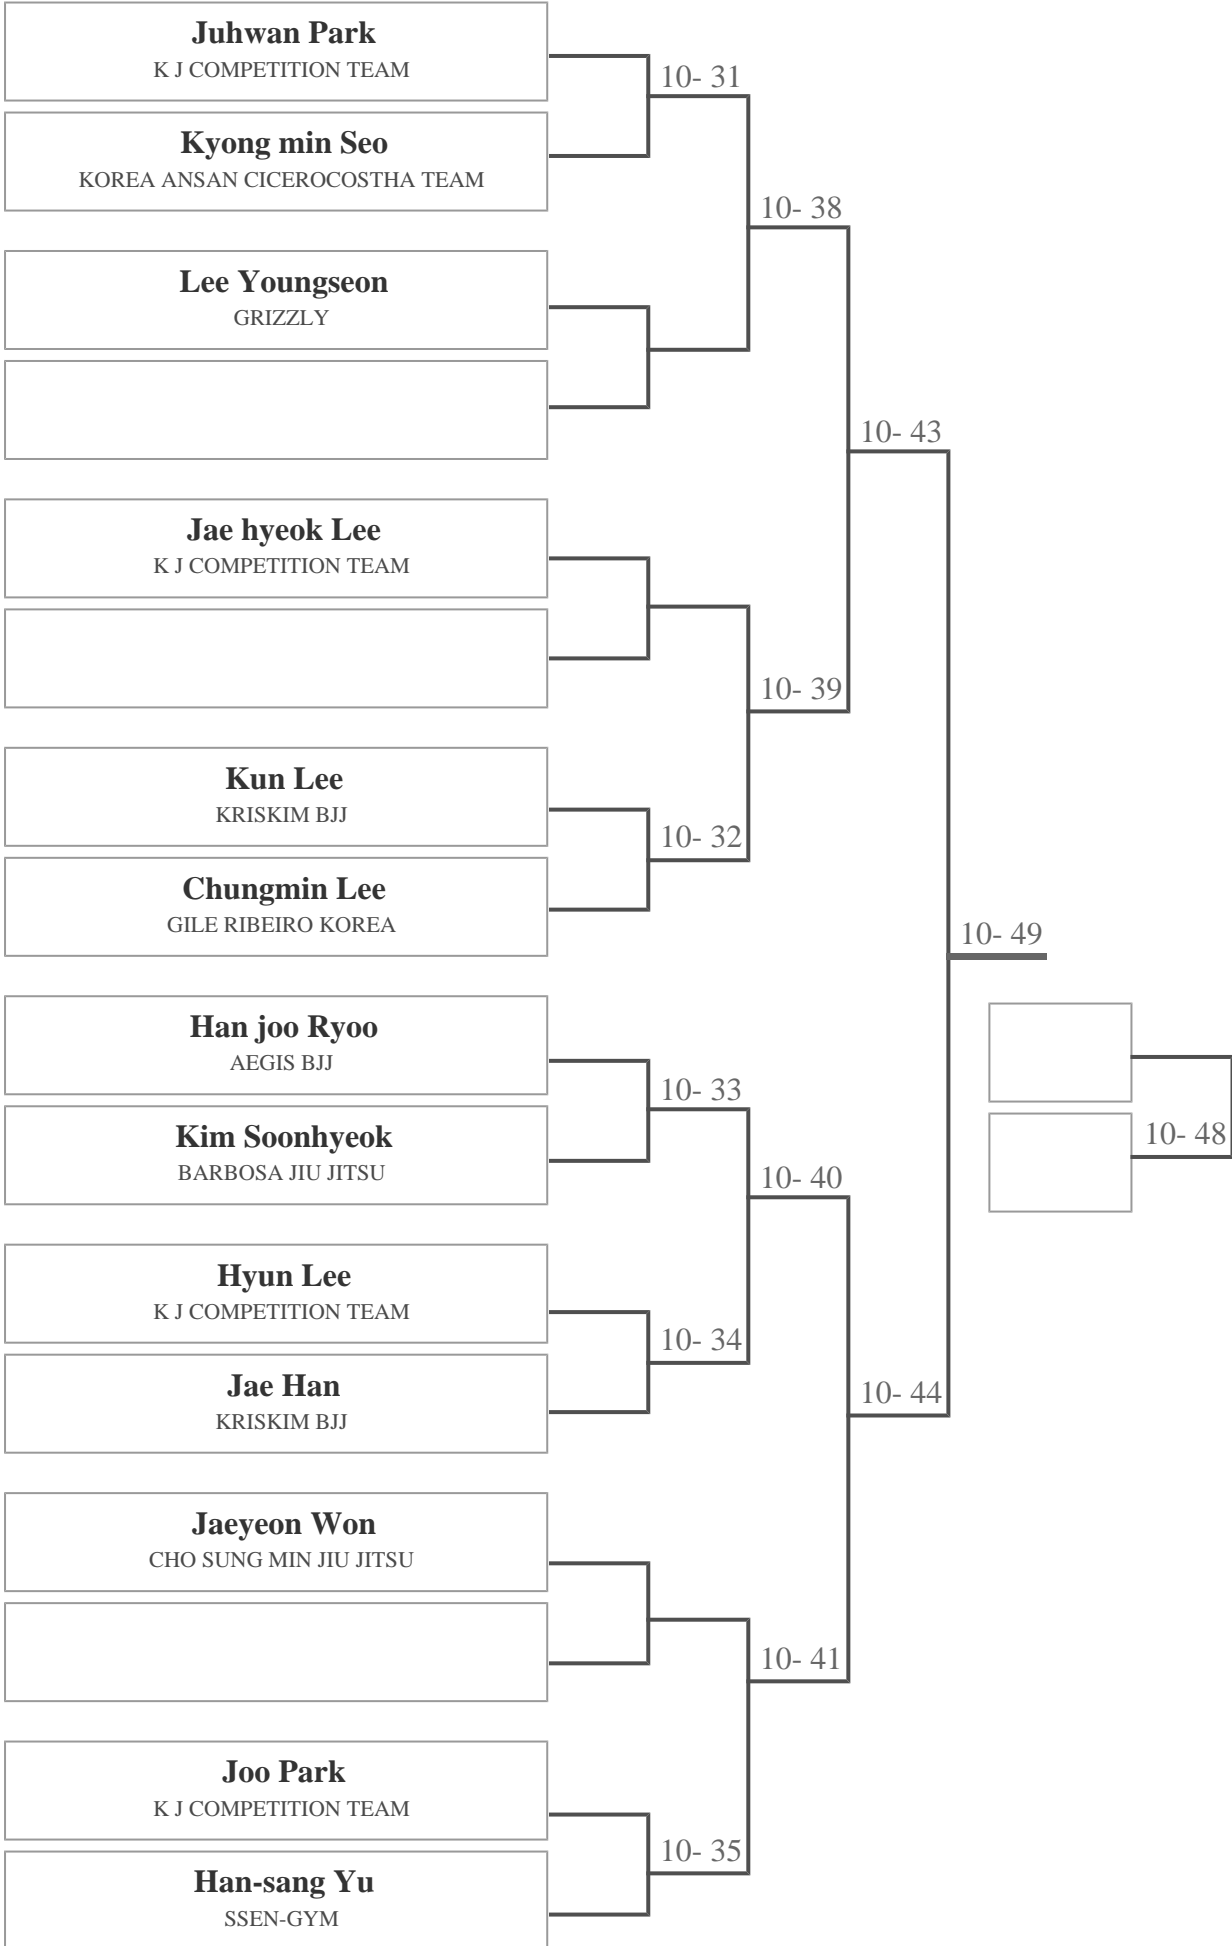 Juhwan Park
K J COMPETITION TEAM
10- 31
Kyong min Seo
KOREA ANSAN CICEROCOSTHA TEAM
10- 38
Lee Youngseon
GRIZZLY
10- 43
Jae hyeok Lee
K J COMPETITION TEAM
10- 39
Kun Lee
KRISKIM BJJ
10- 32
Chungmin Lee
GILE RIBEIRO KOREA
10- 49
Han joo Ryoo
AEGIS BJJ
10- 33
Kim Soonhyeok
BARBOSA JIU JITSU
10- 48
10- 40
Hyun Lee
K J COMPETITION TEAM
10- 34
Jae Han
KRISKIM BJJ
10- 44
Jaeyeon Won
CHO SUNG MIN JIU JITSU
10- 41
Joo Park
K J COMPETITION TEAM
10- 35
Han-sang Yu
SSEN-GYM